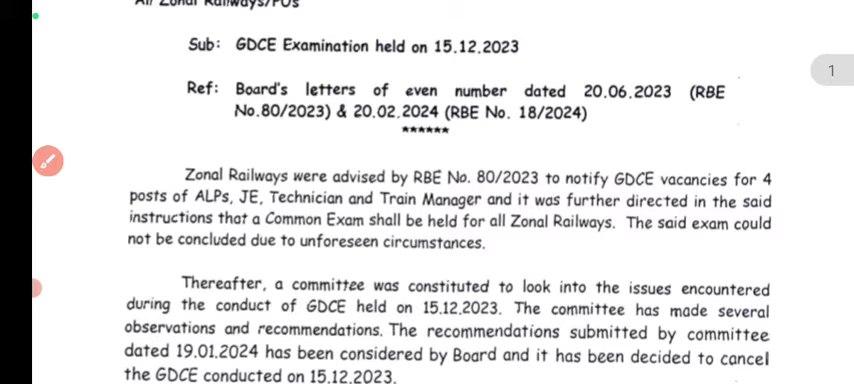 All Zonal Railways/PUs
Sub: GDCE Examination held on 15.12.2023
1
Ref: Board's letters of even number dated 20.06.2023 (RBE
No.80/2023) & 20.02.2024 (RBE No. 18/2024)
******
Zonal Railways were advised by RBE No. 80/2023 to notify GDCE vacancies for 4
posts of ALPs, JE, Technician and Train Manager and it was further directed in the said
instructions that a Common Exam shall be held for all Zonal Railways. The said exam could
not be concluded due to unforeseen circumstances.
Thereafter, a committee was constituted to look into the issues encountered
during the conduct of GDCE held on 15.12.2023. The committee has made several
observations and recommendations. The recommendations submitted by committee
dated 19.01.2024 has been considered by Board and it has been decided to cancel
the GDCE conducted on 15.12.2023.